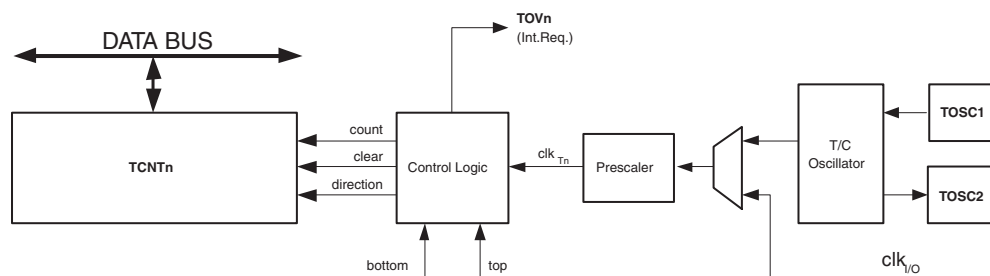 TOVn
(Int.Req.)
DATA BUS
TOSC1
count
T/C
Oscillator
clk Tn
TCNTn
clear
Control Logic
Prescaler
direction
TOSC2
bottom
top
clk I/O